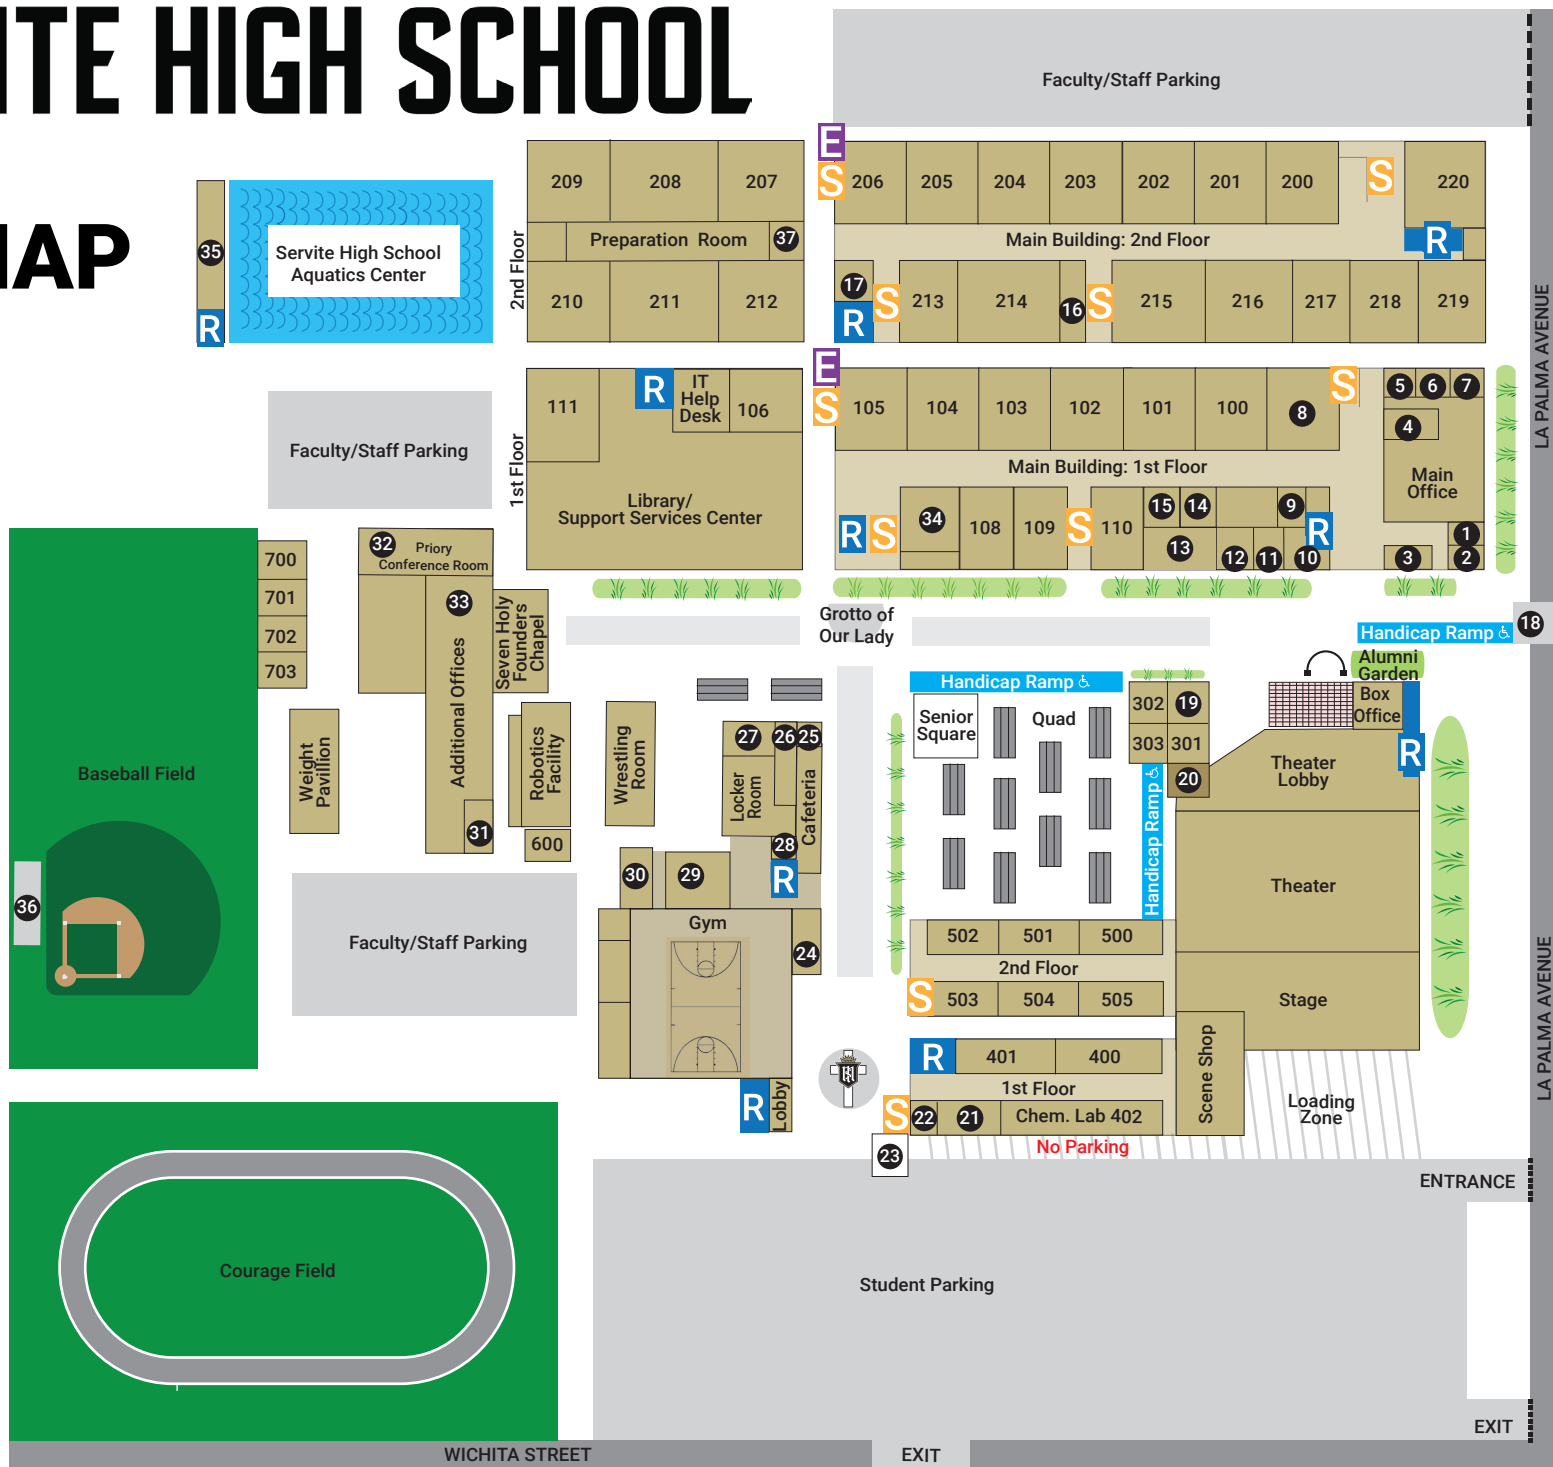 ITE HIGH SCHOOL
MAP
Faculty/Staff Parking
LA PALMA AVENUE
E
S
209
208
207
206
205
204
203
202
201
200
S
220
2nd Floor
Preparation Room
37
Main Building: 2nd Floor
R
210
211
212
17
R
S
213
214
16
S
215
216
217
218
219
35
R
Servite High School
Aquatics Center
E
S
1st Floor
111
R
IT
Help
Desk
106
105
104
103
102
101
100
8
S
5
6
7
4
Main
Office
1
2
3
Library/
Support Services Center
Main Building: 1st Floor
R
S
34
108
109
S
110
15
14
9
R
13
12
11
10
Faculty/Staff Parking
700
701
702
703
32
Priory
Conference Room
33
Additional Offices
31
Seven Holy
Founders
Chapel
Grotto of
Our Lady
Handicap Ramp
18
Alumni
Garden
Box
Office
R
Handicap Ramp
Senior
Square
Quad
302
19
303
301
20
Handicap Ramp
Theater
Lobby
Theater
Stage
Scene Shop
Loading
Zone
Baseball Field
36
Weight
Pavillion
Robotics
Facility
600
Wrestling
Room
27
26
25
Locker
Room
Cafeteria
28
R
30
29
Gym
24
R
Lobby
Faculty/Staff Parking
502
501
500
2nd Floor
S
503
504
505
R
401
400
1st Floor
S
22
21
Chem. Lab 402
23
No Parking
ENTRANCE
LA PALMA AVENUE
Courage Field
Student Parking
EXIT
WICHITA STREET
EXIT